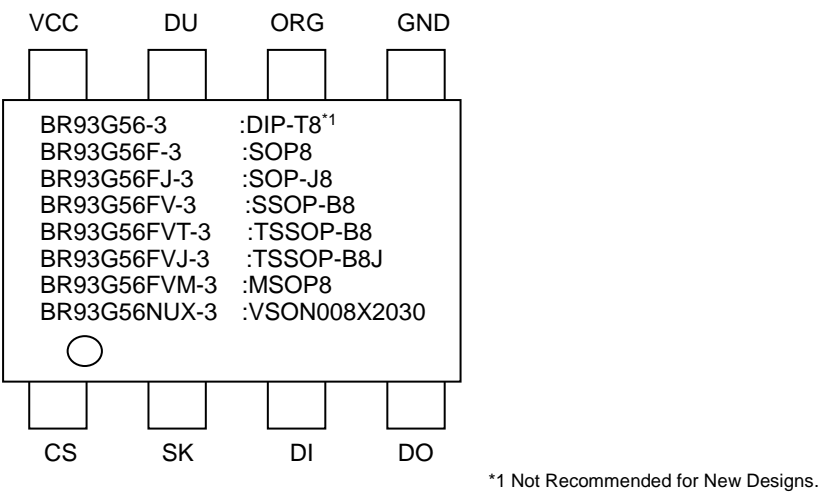 VCC DU ORG GND
BR93G56-3 :DIP-T8*1
BR93G56F-3 :SOP8
BR93G56FJ-3 :SOP-J8
BR93G56FV-3 :SSOP-B8
BR93G56FVT-3 :TSSOP-B8
BR93G56FVJ-3 :TSSOP-B8J
BR93G56FVM-3 :MSOP8
BR93G56NUX-3 :VSON008X2030
CS SK DI DO
*1 Not Recommended for New Designs.